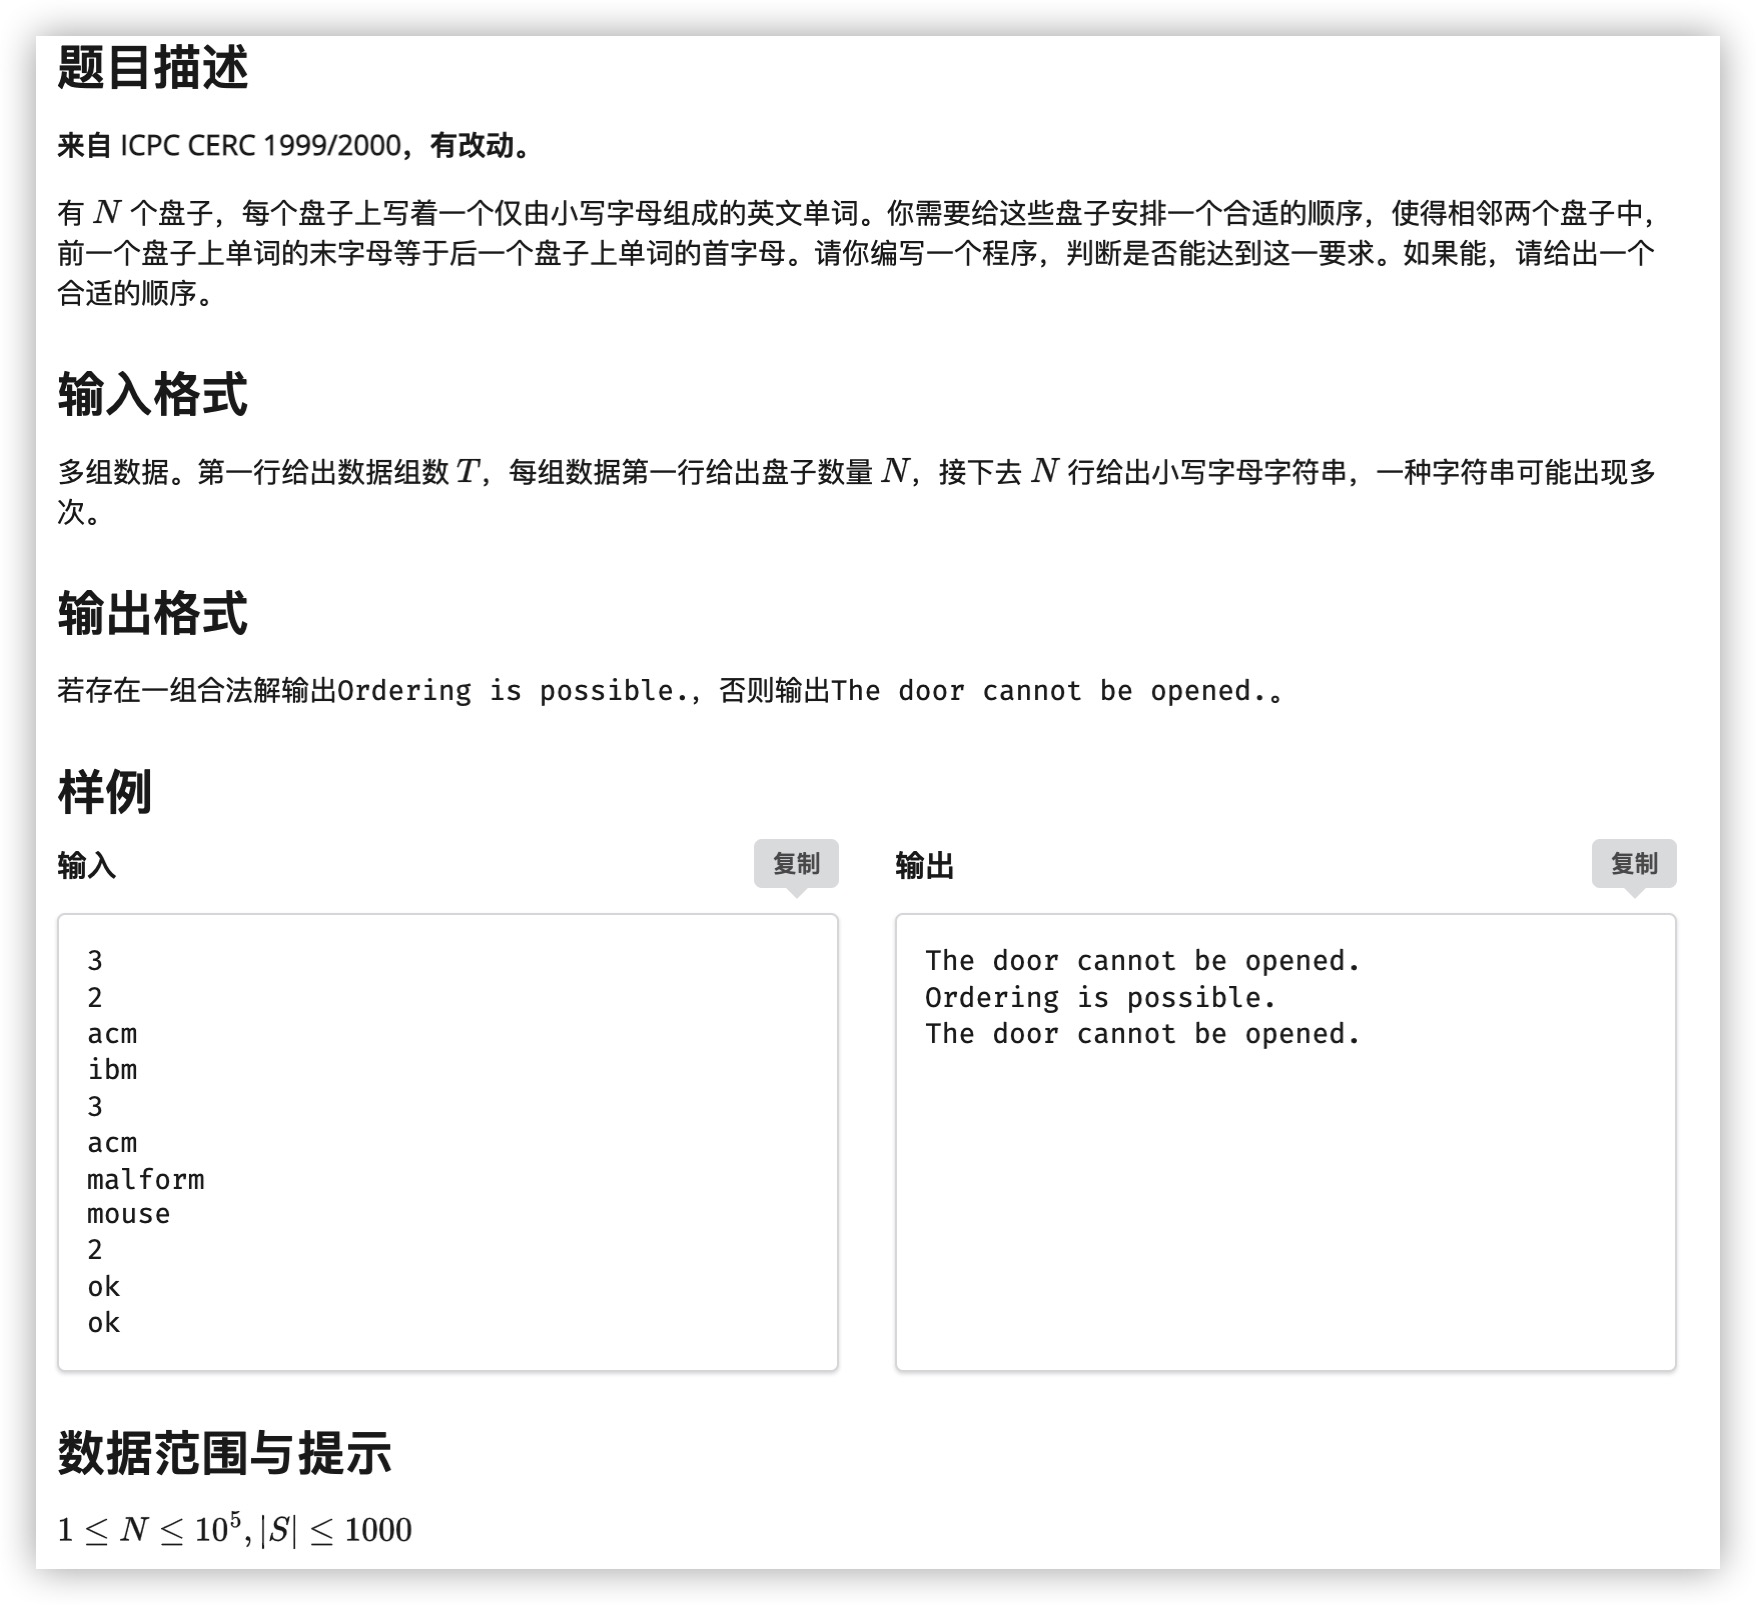 题目描述
来自 ICPC CERC 1999/2000，有改动。
有 N 个盘子，每个盘子上写着一个仅由小写字母组成的英文单词。你需要给这些盘子安排一个合适的顺序，使得相邻两个盘子中，
前一个盘子上单词的末字母等于后一个盘子上单词的首字母。请你编写一个程序，判断是否能达到这一要求。如果能，请给出一个
合适的顺序。
输入格式
多组数据。第一行给出数据组数 T，每组数据第一行给出盘子数量 N，接下去 N 行给出小写字母字符串，一种字符串可能出现多
次。
输出格式
若存在一组合法解输出Ordering is possible.，否则输出The door cannot be opened.。
样例
输入
复制
3
2
acm
ibm
3
acm
malform
mouse
2
ok
ok
输出
复制
The door cannot be opened.
Ordering is possible.
The door cannot be opened.
数据范围与提示
1 ≤ N ≤ 10⁵, |S| ≤ 1000